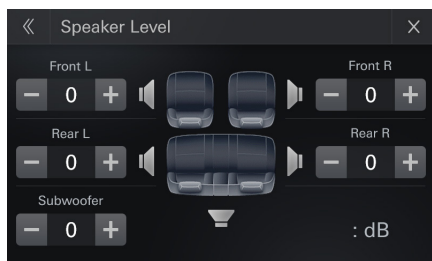 Speaker Level
Front L
Front R
− 0 +
− 0 +
Rear L
Rear R
− 0 +
− 0 +
Subwoofer
− 0 +
: dB